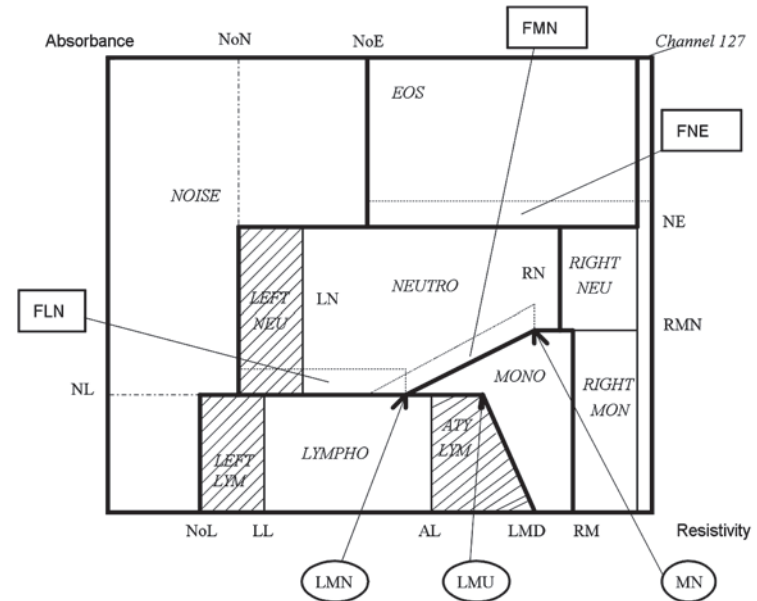 FMN
Absorbance
NoN
NoE
Channel 127
EOS
FNE
NOISE
NE
RIGHT
NEU
RN
NEUTRO
LN
LEFT
NEU
FLN
RMN
NL
MONO
RIGHT
MON
ATY
LYM
LYMPHO
LEFT
LYM
NoL
LL
AL
LMD
RM
Resistivity
LMN
LMU
MN